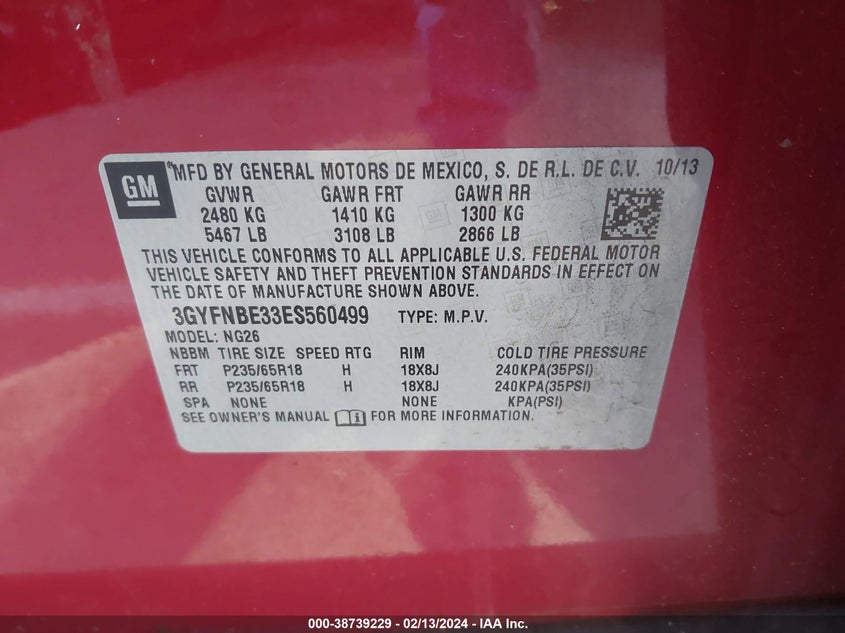 GM MFD BY GENERAL MOTORS DE MEXICO, S. DE R.L. DE C.V. 10/13
GVWR GAWR FRT GAWR RR
2480 KG 1410 KG 1300 KG
5467 LB 3108 LB 2866 LB
THIS VEHICLE CONFORMS TO ALL APPLICABLE U.S. FEDERAL MOTOR
VEHICLE SAFETY AND THEFT PREVENTION STANDARDS IN EFFECT ON
THE DATE OF MANUFACTURE SHOWN ABOVE.
3GYFNBE33ES560499 TYPE: M.P.V.
MODEL: NG26
NBBM TIRE SIZE SPEED RTG RIM COLD TIRE PRESSURE
FRT P235/65R18 H 18X8J 240KPA(35PSI)
RR P235/65R18 H 18X8J 240KPA(35PSI)
SPA NONE NONE KPA(PSI)
SEE OWNER'S MANUAL FOR MORE INFORMATION.
000-38739229 - 02/13/2024 - IAA Inc.